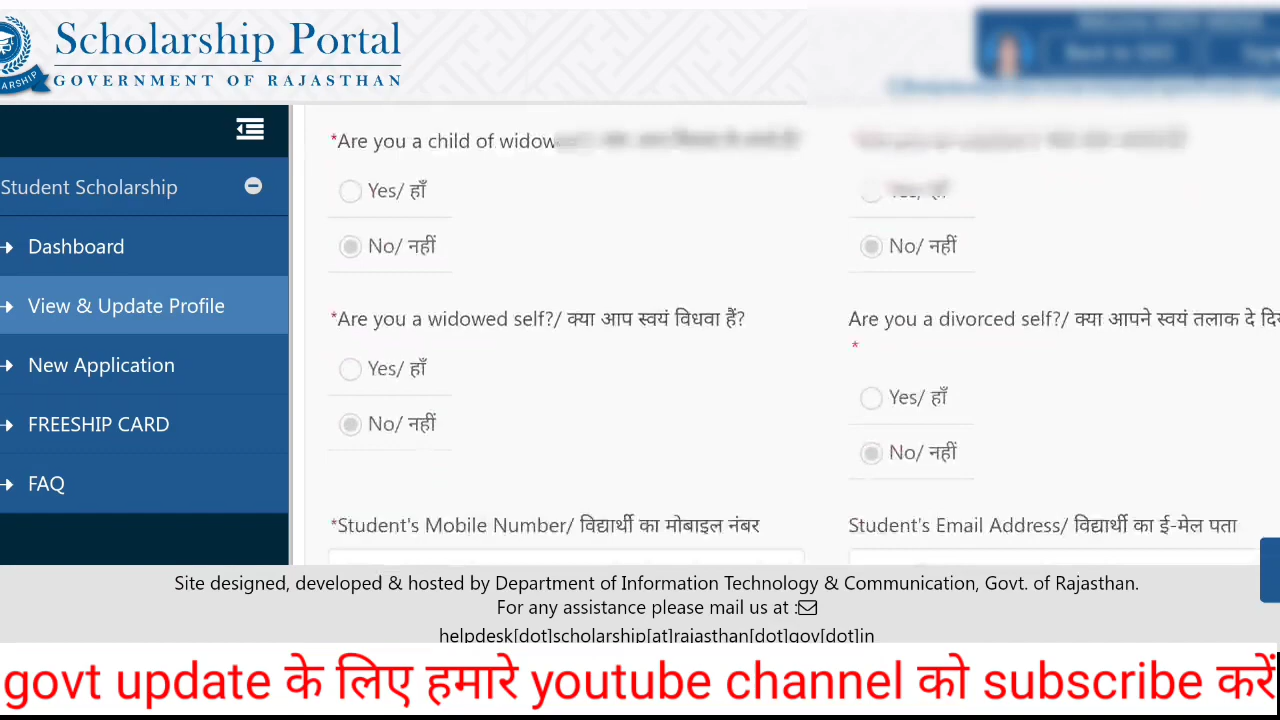 Scholarship Portal
GOVERNMENT OF RAJASTHAN
Student Scholarship
Dashboard
View & Update Profile
New Application
FREESHIP CARD
FAQ
*Are you a child of widow
Yes/ हाँ
No/ नहीं
Yes/ हाँ
No/ नहीं
*Are you a widowed self?/ क्या आप स्वयं विधवा हैं?
Yes/ हाँ
No/ नहीं
Are you a divorced self?/ क्या आपने स्वयं तलाक दे
*
Yes/ हाँ
No/ नहीं
*Student's Mobile Number/ विद्यार्थी का मोबाइल नंबर
Student's Email Address/ विद्यार्थी का ई-मेल पता
Site designed, developed & hosted by Department of Information Technology & Communication, Govt. of Rajasthan.
For any assistance please mail us at :
helpdesk[dot]scholarship[at]rajasthan[dot]gov[dot]in
govt update के लिए हमारे youtube channel को subscribe करें